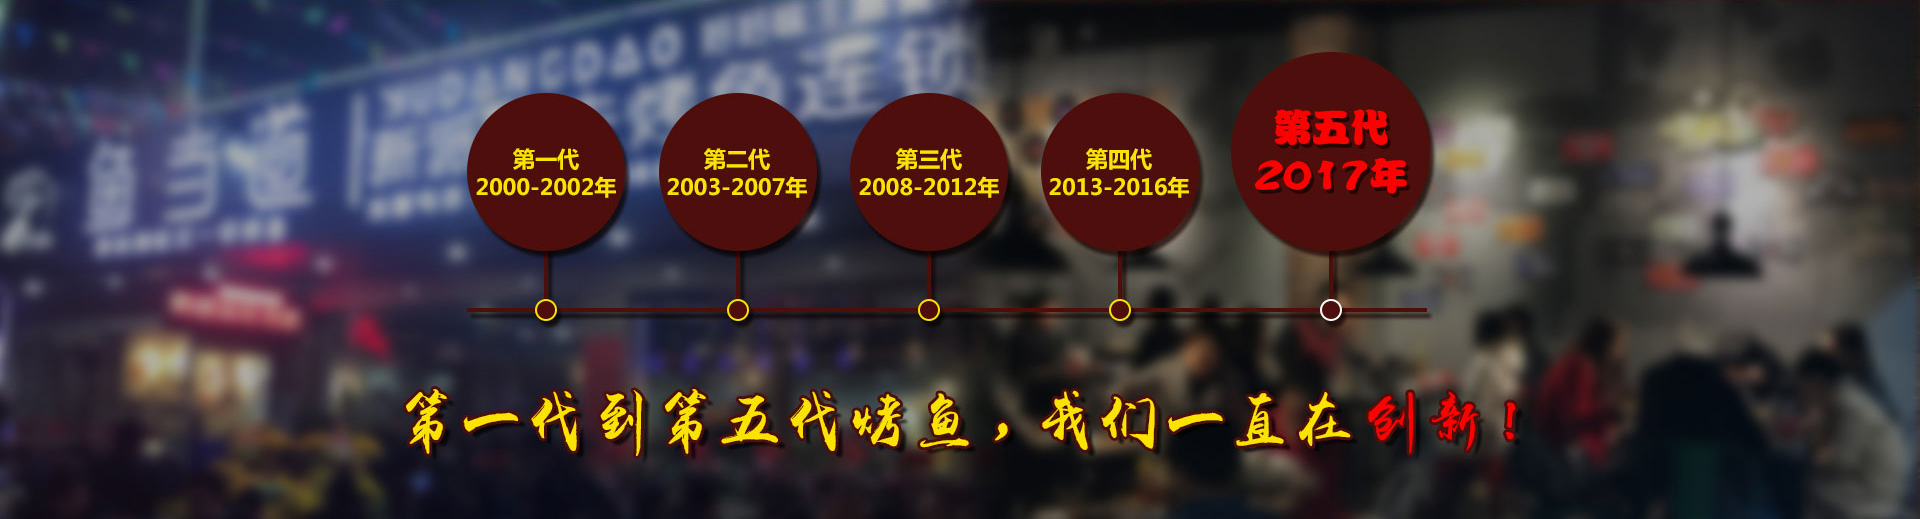 第一代
2000-2002年
第二代
2003-2007年
第三代
2008-2012年
第四代
2013-2016年
第五代
2017年
第一代到第五代烤鱼，我们一直在创新！